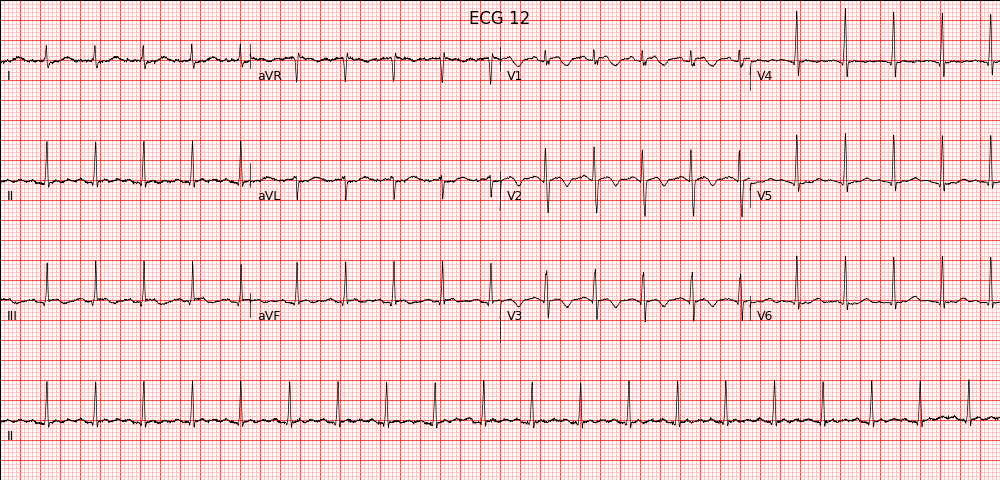 ECG 12
I aVR V1 V4
II aVL V2 V5
III aVF V3 V6
II